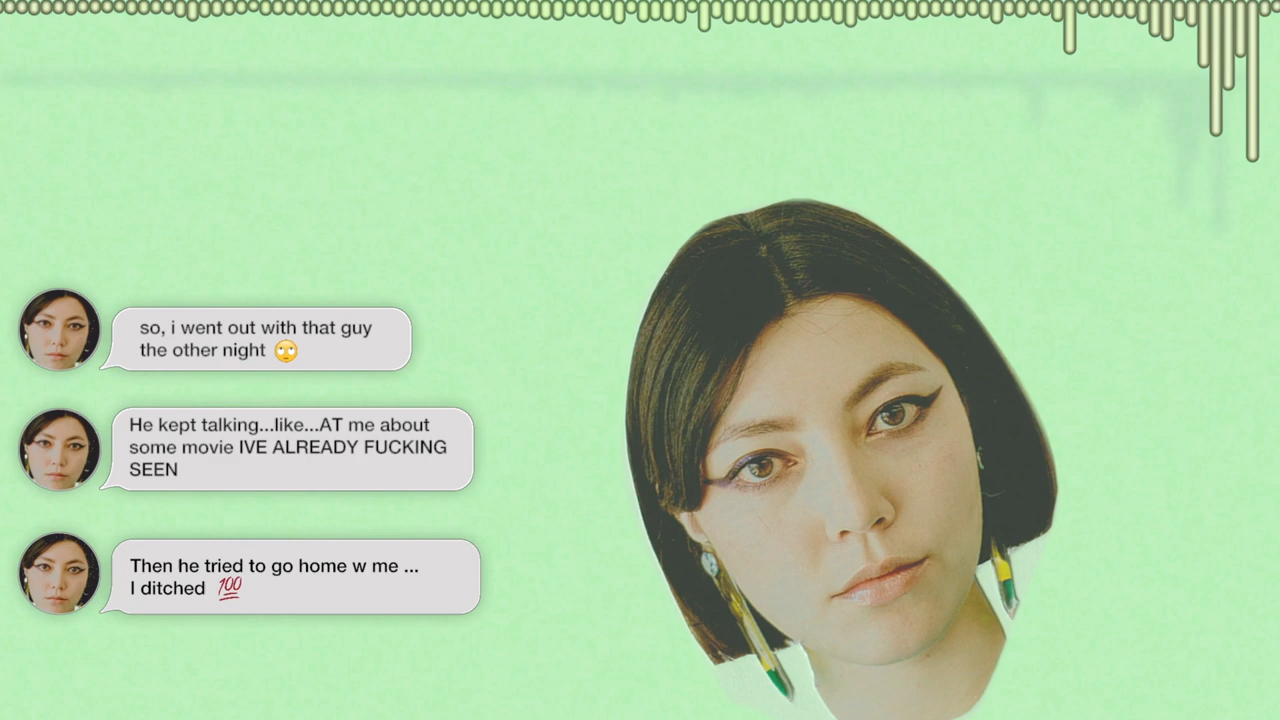 so, i went out with that guy
the other night 🙄
He kept talking...like...AT me about
some movie IVE ALREADY FUCKING
SEEN
Then he tried to go home w me ...
I ditched 💯